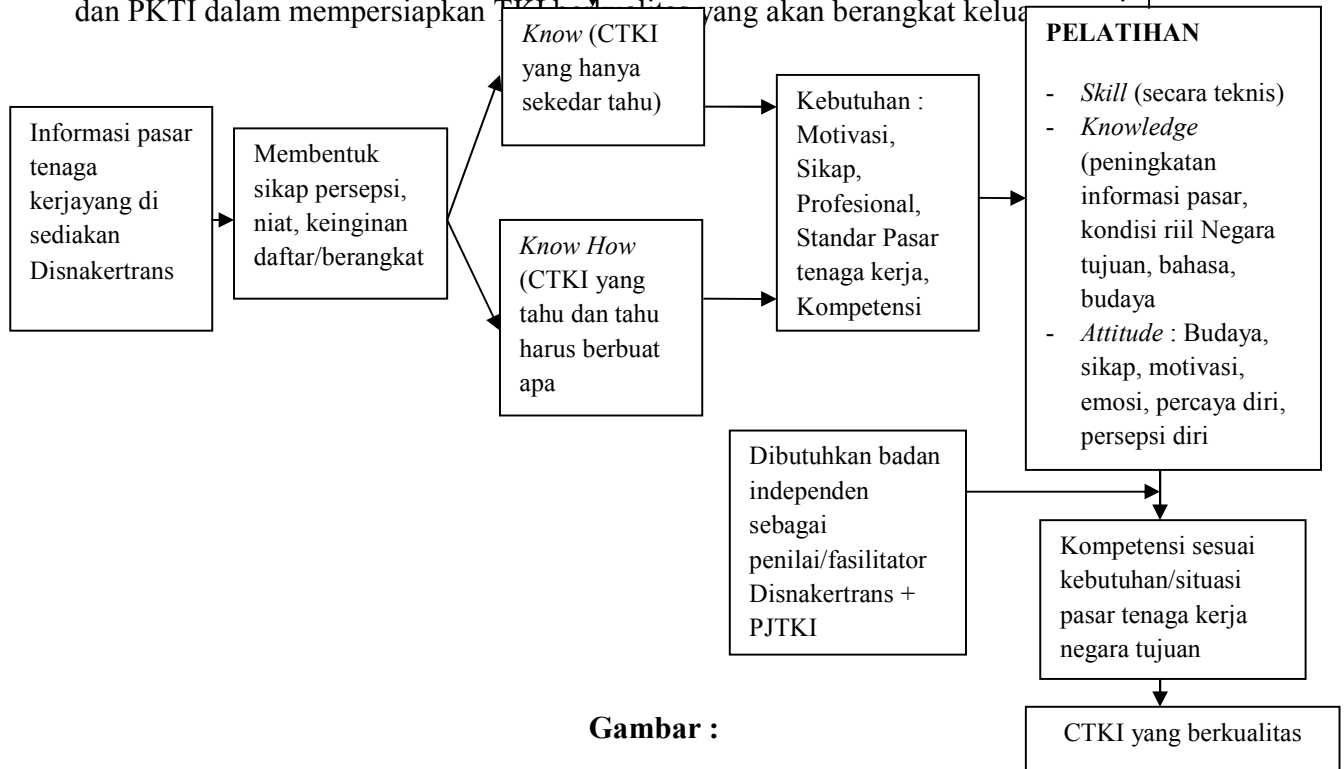 dan PKTI dalam mempersiapkan TKI berkualitas yang akan berangkat kelua
Know (CTKI
yang hanya
sekedar tahu)
Informasi pasar
tenaga
kerjayang di
sediakan
Disnakertrans
Membentuk
sikap persepsi,
niat, keinginan
daftar/berangkat
Know How
(CTKI yang
tahu dan tahu
harus berbuat
apa
Kebutuhan :
Motivasi,
Sikap,
Profesional,
Standar Pasar
tenaga kerja,
Kompetensi
PELATIHAN
- Skill (secara teknis)
- Knowledge
(peningkatan
informasi pasar,
kondisi riil Negara
tujuan, bahasa,
budaya
- Attitude : Budaya,
sikap, motivasi,
emosi, percaya diri,
persepsi diri
Dibutuhkan badan
independen
sebagai
penilai/fasilitator
Disnakertrans +
PJTKI
Kompetensi sesuai
kebutuhan/situasi
pasar tenaga kerja
negara tujuan
CTKI yang berkualitas
Gambar :